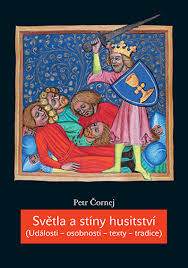 Petr Čornej
Světla a stíny husitství
(Události – osobnosti – texty – tradice)